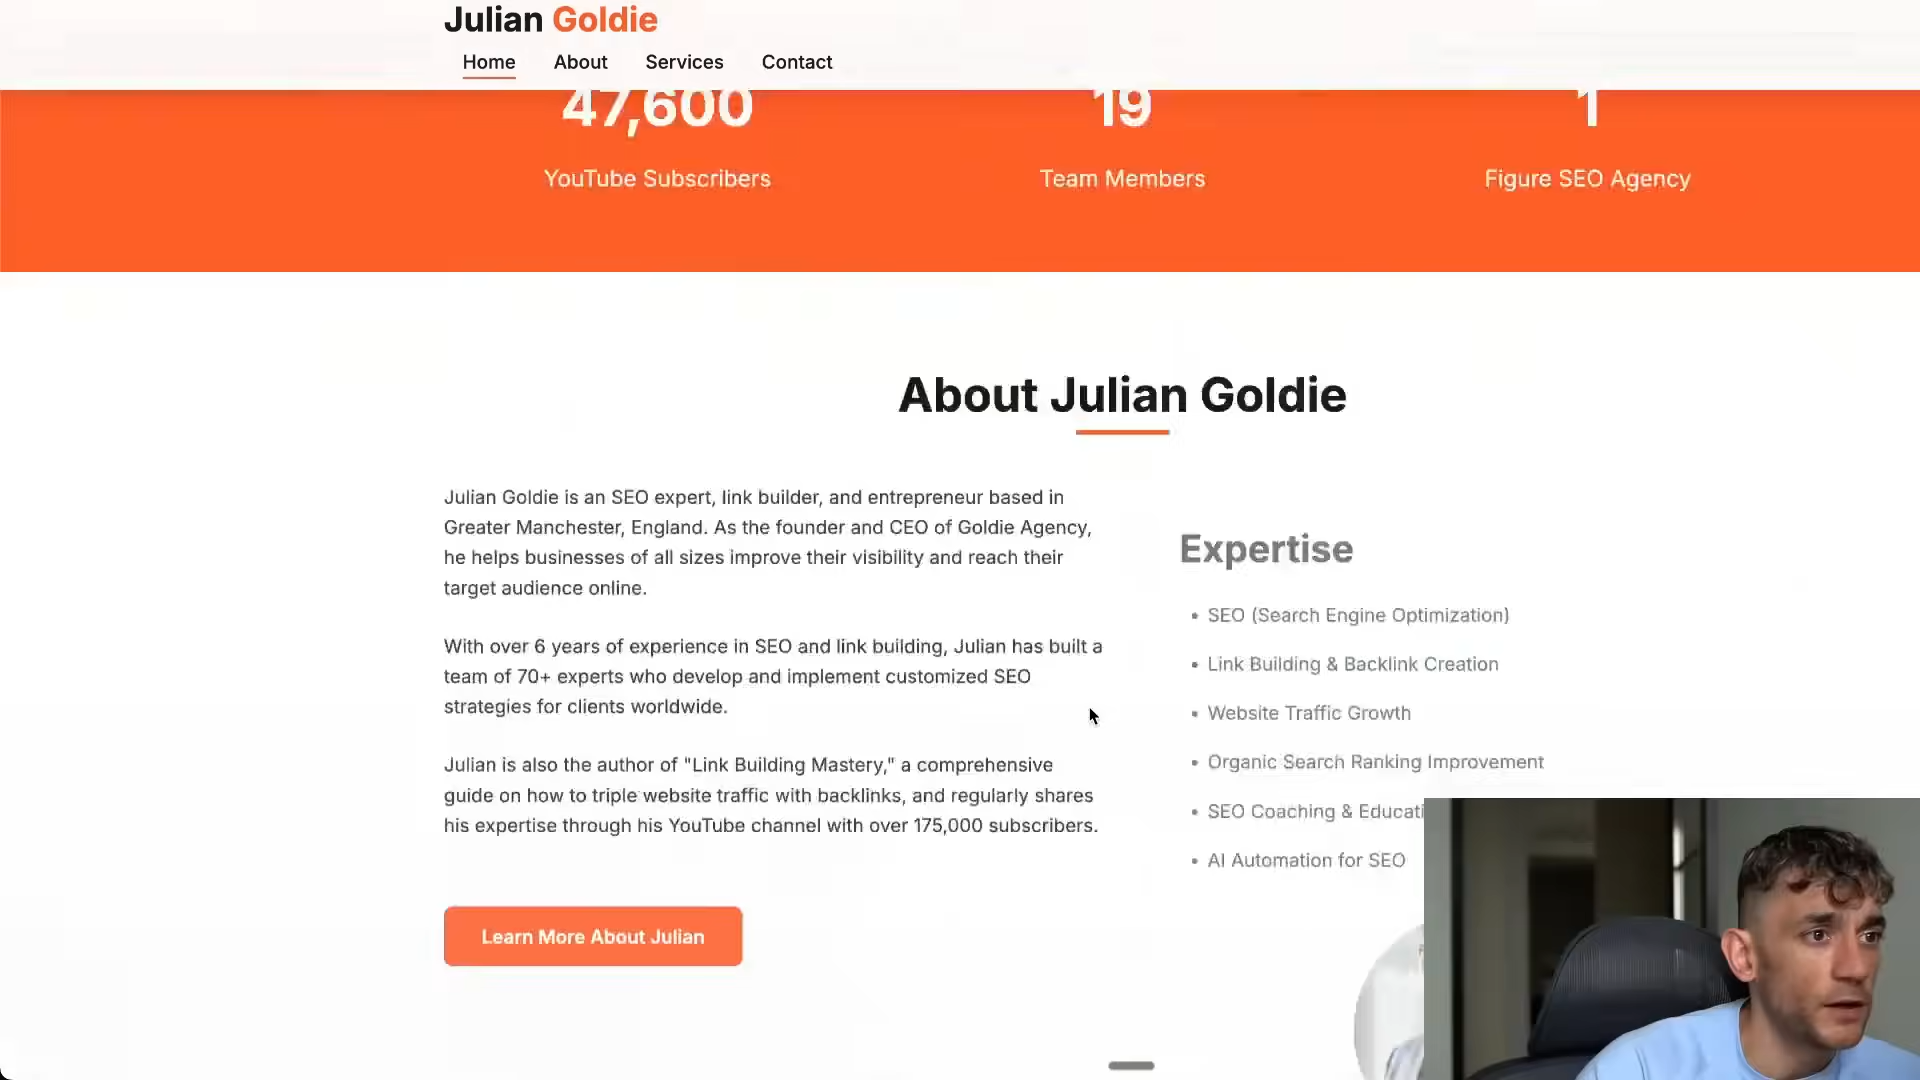 Julian Goldie
Home About Services Contact
47,600 19 1
YouTube Subscribers Team Members Figure SEO Agency
About Julian Goldie
Julian Goldie is an SEO expert, link builder, and entrepreneur based in
Greater Manchester, England. As the founder and CEO of Goldie Agency,
he helps businesses of all sizes improve their visibility and reach their
target audience online.
With over 6 years of experience in SEO and link building, Julian has built a
team of 70+ experts who develop and implement customized SEO
strategies for clients worldwide.
Julian is also the author of "Link Building Mastery," a comprehensive
guide on how to triple website traffic with backlinks, and regularly shares
his expertise through his YouTube channel with over 175,000 subscribers.
Learn More About Julian
Expertise
• SEO (Search Engine Optimization)
• Link Building & Backlink Creation
• Website Traffic Growth
• Organic Search Ranking Improvement
• SEO Coaching & Educati
• AI Automation for SEO